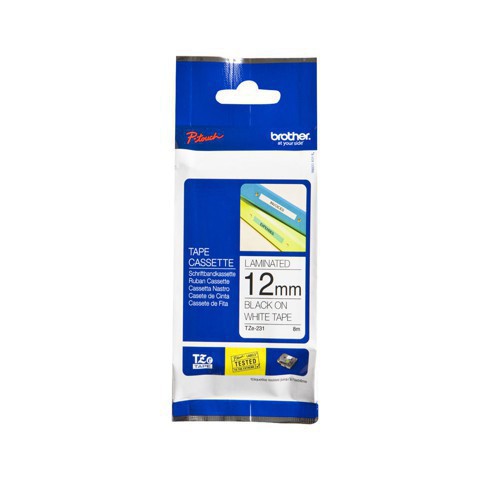 P-touch
brother
at your side
TAPE
CASSETTE
Schriftbandkassette
Ruban Cassette
Cassetta Nastro
Casete de Cinta
Cassete de Fita
LAMINATED
12mm
BLACK ON
WHITE TAPE
TZe-231 8m
TZe
TAPE
TESTED